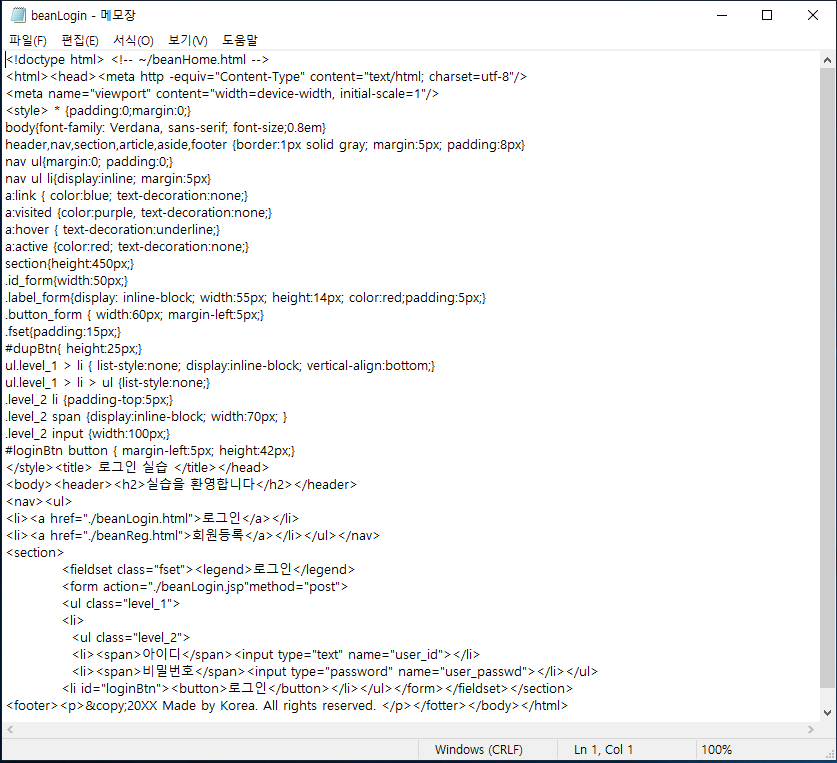 beanLogin - 메모장
파일(F) 편집(E) 서식(O) 보기(V) 도움말
<!doctype html> <!-- ~/beanHome.html -->
<html><head><meta http -equiv="Content-Type" content="text/html; charset=utf-8"/>
<meta name="viewport" content="width=device-width, initial-scale=1"/>
<style> * {padding:0;margin:0;}
body{font-family: Verdana, sans-serif; font-size;0.8em}
header,nav,section,article,aside,footer {border:1px solid gray; margin:5px; padding:8px}
nav ul{margin:0; padding:0;}
nav ul li{display:inline; margin:5px}
a:link { color:blue; text-decoration:none;}
a:visited {color:purple, text-decoration:none;}
a:hover { text-decoration:underline;}
a:active {color:red; text-decoration:none;}
section{height:450px;}
.id_form{width:50px;}
.label_form{display: inline-block; width:55px; height:14px; color:red;padding:5px;}
.button_form { width:60px; margin-left:5px;}
.fset{padding:15px;}
#dupBtn{ height:25px;}
ul.level_1 > li { list-style:none; display:inline-block; vertical-align:bottom;}
ul.level_1 > li > ul {list-style:none;}
.level_2 li {padding-top:5px;}
.level_2 span {display:inline-block; width:70px; }
.level_2 input {width:100px;}
#loginBtn button { margin-left:5px; height:42px;}
</style><title> 로그인 실습 </title></head>
<body><header><h2>실습을 환영합니다</h2></header>
<nav><ul>
<li><a href="./beanLogin.html">로그인</a></li>
<li><a href="./beanReg.html">회원등록</a></li></ul></nav>
<section>
<fieldset class="fset"><legend>로그인</legend>
<form action="./beanLogin.jsp"method="post">
<ul class="level_1">
<li>
<ul class="level_2">
<li><span>아이디</span><input type="text" name="user_id"></li>
<li><span>비밀번호</span><input type="password" name="user_passwd"></li></ul>
<li id="loginBtn"><button>로그인</button></li></ul></form></fieldset></section>
<footer><p>&copy;20XX Made by Korea. All rights reserved. </p></fotter></body></html>
Windows (CRLF) Ln 1, Col 1 100%